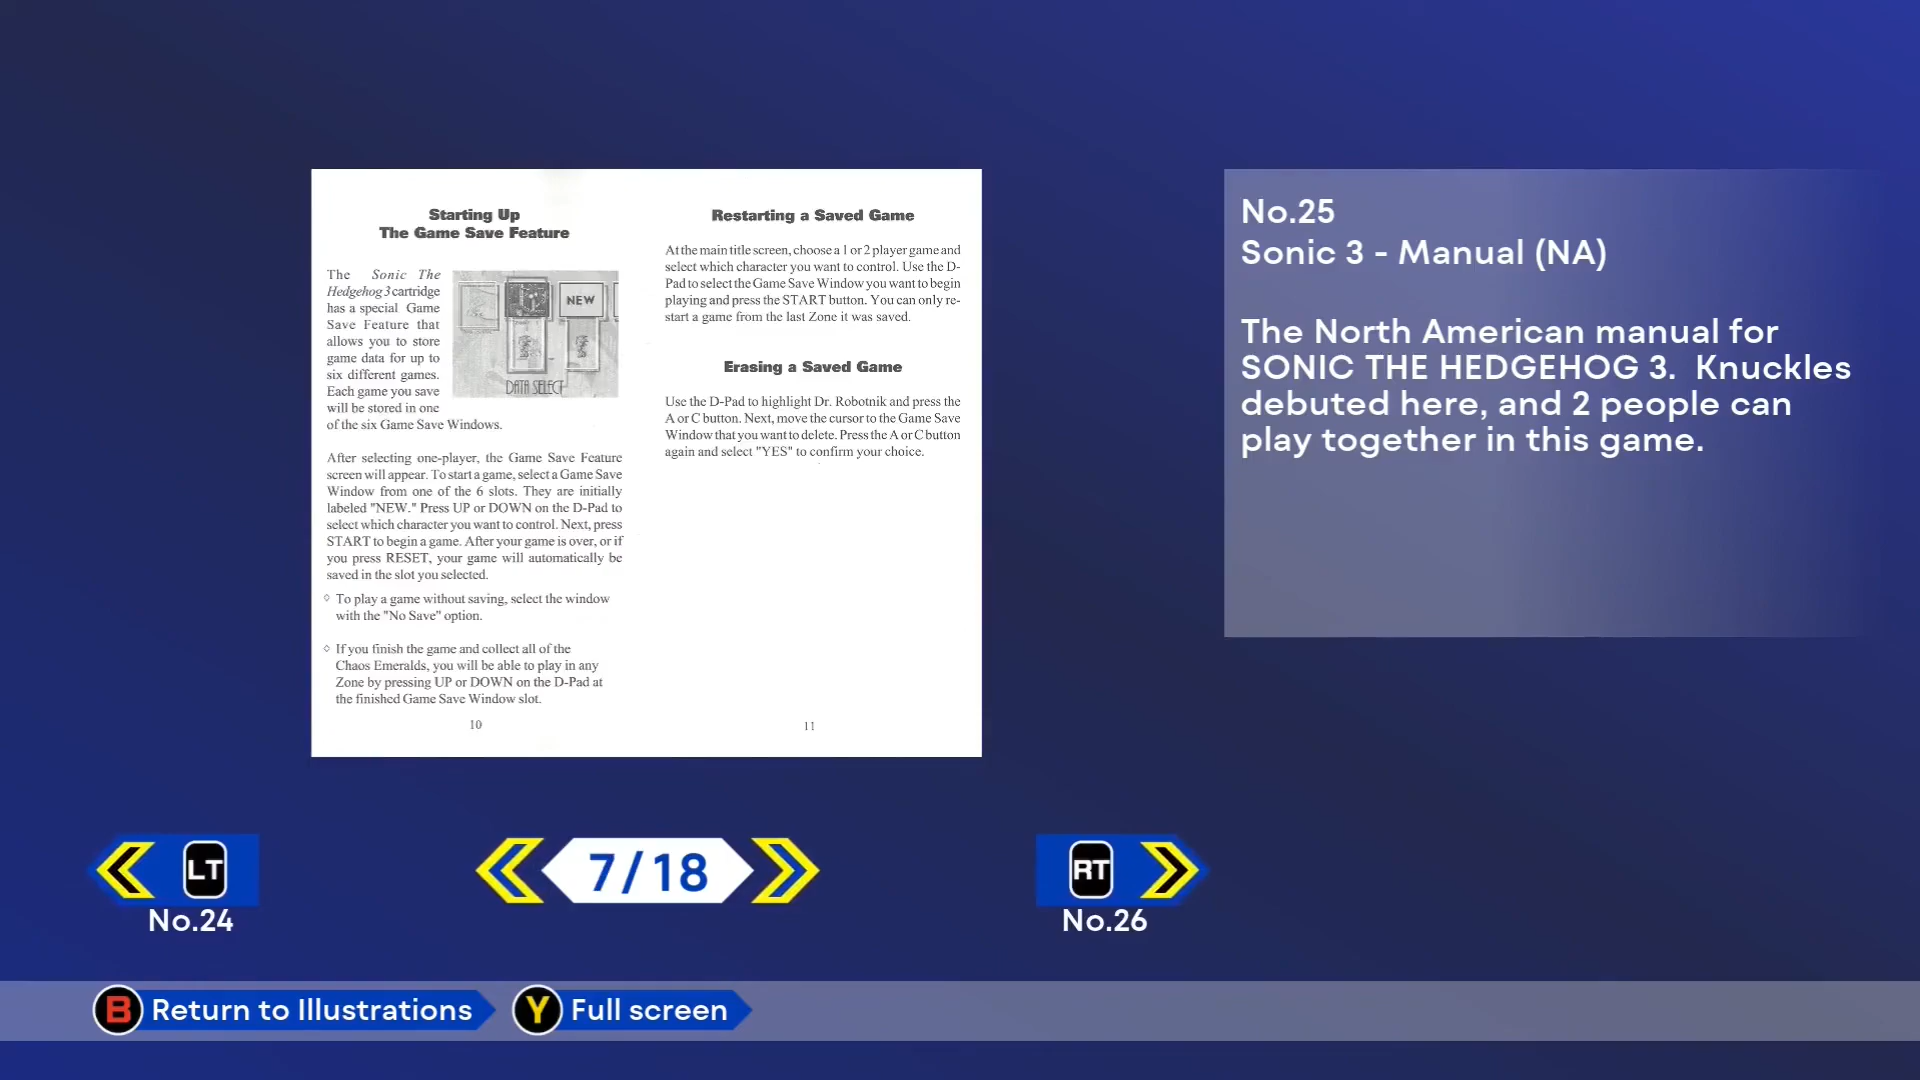 Starting Up
The Game Save Feature
The Sonic The
Hedgehog 3 cartridge
has a special Game
Save Feature that
allows you to store
game data for up to
six different games.
Each game you save
will be stored in one
of the six Game Save Windows.
NEW
DATA SELECT
After selecting one-player, the Game Save Feature
screen will appear. To start a game, select a Game Save
Window from one of the 6 slots. They are initially
labeled "NEW." Press UP or DOWN on the D-Pad to
select which character you want to control. Next, press
START to begin a game. After your game is over, or if
you press RESET, your game will automatically be
saved in the slot you selected.
◇ To play a game without saving, select the window
with the "No Save" option.
◇ If you finish the game and collect all of the
Chaos Emeralds, you will be able to play in any
Zone by pressing UP or DOWN on the D-Pad at
the finished Game Save Window slot.
10
Restarting a Saved Game
At the main title screen, choose a 1 or 2 player game and
select which character you want to control. Use the D-
Pad to select the Game Save Window you want to begin
playing and press the START button. You can only re-
start a game from the last Zone it was saved.
Erasing a Saved Game
Use the D-Pad to highlight Dr. Robotnik and press the
A or C button. Next, move the cursor to the Game Save
Window that you want to delete. Press the A or C button
again and select "YES" to confirm your choice.
11
No.25
Sonic 3 - Manual (NA)
The North American manual for
SONIC THE HEDGEHOG 3. Knuckles
debuted here, and 2 people can
play together in this game.
LT
No.24
7/18
RT
No.26
B Return to Illustrations
Y Full screen